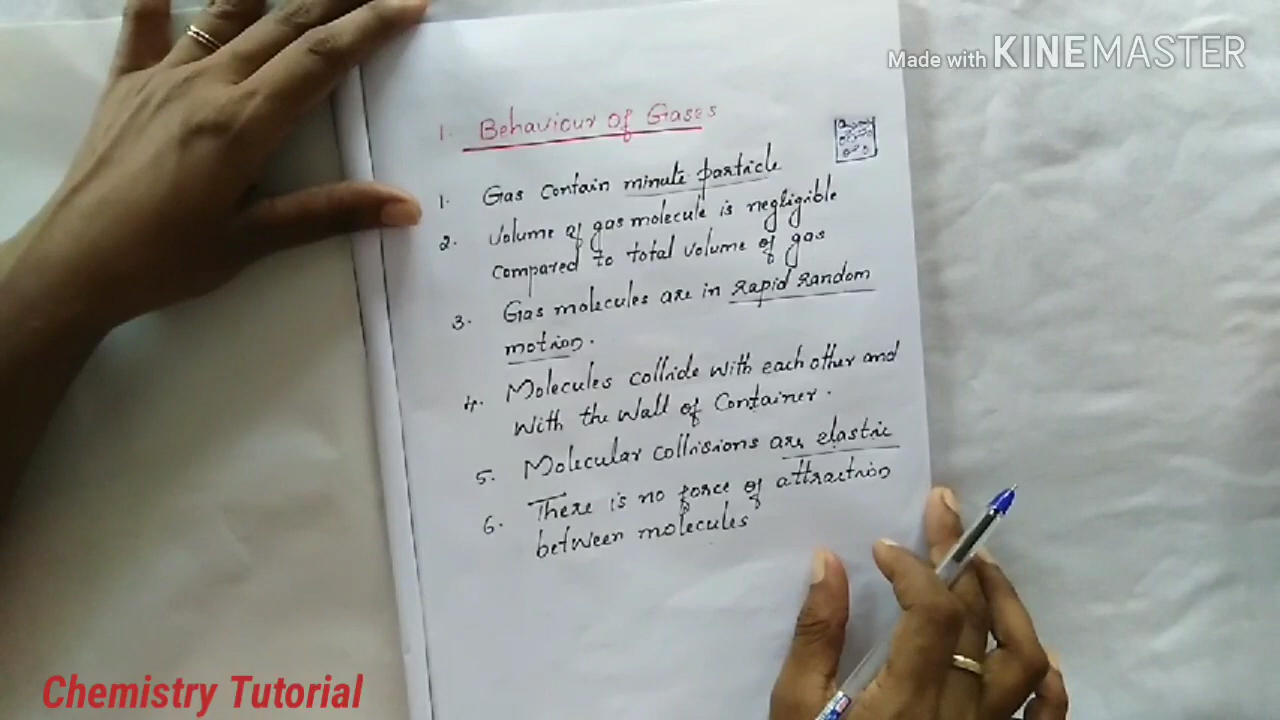 Made with KINEMASTER
1. Behaviour of Gases
1. Gas contain minute particle
2. Volume of gas molecule is negligible
compared to total volume of gas
3. Gas molecules are in rapid random
motion.
4. Molecules collide with each other and
with the wall of Container.
5. Molecular collisions are elastic
6. There is no force of attraction
between molecules
Chemistry Tutorial